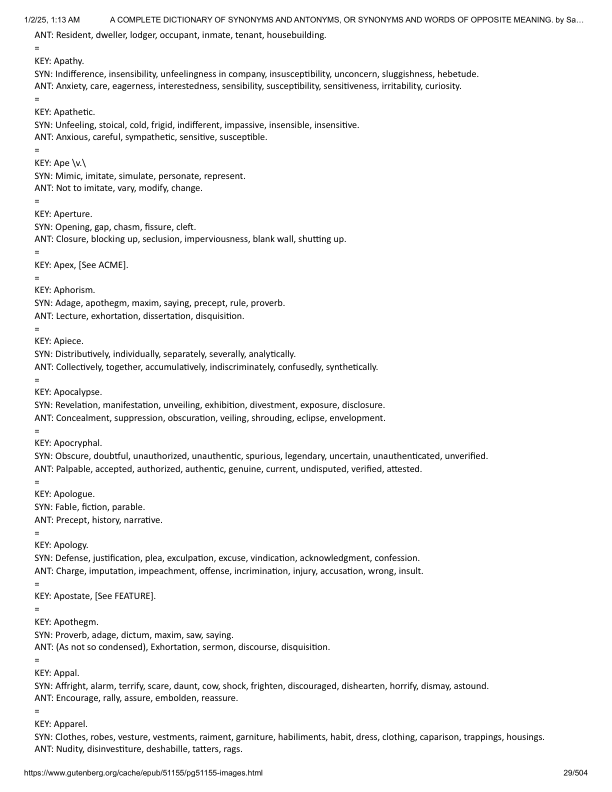 1/2/25, 1:13 AM A COMPLETE DICTIONARY OF SYNONYMS AND ANTONYMS, OR SYNONYMS AND WORDS OF OPPOSITE MEANING. by Sa…
ANT: Resident, dweller, lodger, occupant, inmate, tenant, housebuilding.
=
KEY: Apathy.
SYN: Indifference, insensibility, unfeelingness in company, insusceptibility, unconcern, sluggishness, hebetude.
ANT: Anxiety, care, eagerness, interestedness, sensibility, susceptibility, sensitiveness, irritability, curiosity.
=
KEY: Apathetic.
SYN: Unfeeling, stoical, cold, frigid, indifferent, impassive, insensible, insensitive.
ANT: Anxious, careful, sympathetic, sensitive, susceptible.
=
KEY: Ape \v.\
SYN: Mimic, imitate, simulate, personate, represent.
ANT: Not to imitate, vary, modify, change.
=
KEY: Aperture.
SYN: Opening, gap, chasm, fissure, cleft.
ANT: Closure, blocking up, seclusion, imperviousness, blank wall, shutting up.
=
KEY: Apex, [See ACME].
=
KEY: Aphorism.
SYN: Adage, apothegm, maxim, saying, precept, rule, proverb.
ANT: Lecture, exhortation, dissertation, disquisition.
=
KEY: Apiece.
SYN: Distributively, individually, separately, severally, analytically.
ANT: Collectively, together, accumulatively, indiscriminately, confusedly, synthetically.
=
KEY: Apocalypse.
SYN: Revelation, manifestation, unveiling, exhibition, divestment, exposure, disclosure.
ANT: Concealment, suppression, obscuration, veiling, shrouding, eclipse, envelopment.
=
KEY: Apocryphal.
SYN: Obscure, doubtful, unauthorized, unauthentic, spurious, legendary, uncertain, unauthenticated, unverified.
ANT: Palpable, accepted, authorized, authentic, genuine, current, undisputed, verified, attested.
=
KEY: Apologue.
SYN: Fable, fiction, parable.
ANT: Precept, history, narrative.
=
KEY: Apology.
SYN: Defense, justification, plea, exculpation, excuse, vindication, acknowledgment, confession.
ANT: Charge, imputation, impeachment, offense, incrimination, injury, accusation, wrong, insult.
=
KEY: Apostate, [See FEATURE].
=
KEY: Apothegm.
SYN: Proverb, adage, dictum, maxim, saw, saying.
ANT: (As not so condensed), Exhortation, sermon, discourse, disquisition.
=
KEY: Appal.
SYN: Affright, alarm, terrify, scare, daunt, cow, shock, frighten, discouraged, dishearten, horrify, dismay, astound.
ANT: Encourage, rally, assure, embolden, reassure.
=
KEY: Apparel.
SYN: Clothes, robes, vesture, vestments, raiment, garniture, habiliments, habit, dress, clothing, caparison, trappings, housings.
ANT: Nudity, disinvestiture, deshabille, tatters, rags.
https://www.gutenberg.org/cache/epub/51155/pg51155-images.html 29/504